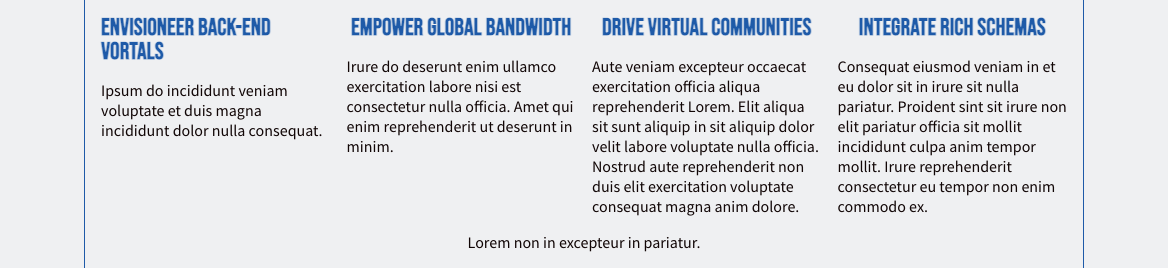 ENVISIONEER BACK-END
VORTALS
Ipsum do incididunt veniam
voluptate et duis magna
incididunt dolor nulla consequat.
EMPOWER GLOBAL BANDWIDTH
Irure do deserunt enim ullamco
exercitation labore nisi est
consectetur nulla officia. Amet qui
enim reprehenderit ut deserunt in
minim.
DRIVE VIRTUAL COMMUNITIES
Aute veniam excepteur occaecat
exercitation officia aliqua
reprehenderit Lorem. Elit aliqua
sit sunt aliquip in sit aliquip dolor
velit labore voluptate nulla officia.
Nostrud aute reprehenderit non
duis elit exercitation voluptate
consequat magna anim dolore.
INTEGRATE RICH SCHEMAS
Consequat eiusmod veniam in et
eu dolor sit in irure sit nulla
pariatur. Proident sint sit irure non
elit pariatur officia sit mollit
incididunt culpa anim tempor
mollit. Irure reprehenderit
consectetur eu tempor non enim
commodo ex.
Lorem non in excepteur in pariatur.